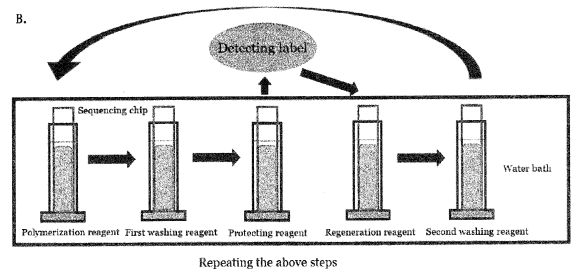 B.
Detecting label
Sequencing chip
Water bath
Polymerization reagent First washing reagent Protecting reagent Regeneration reagent Second washing reagent
Repeating the above steps